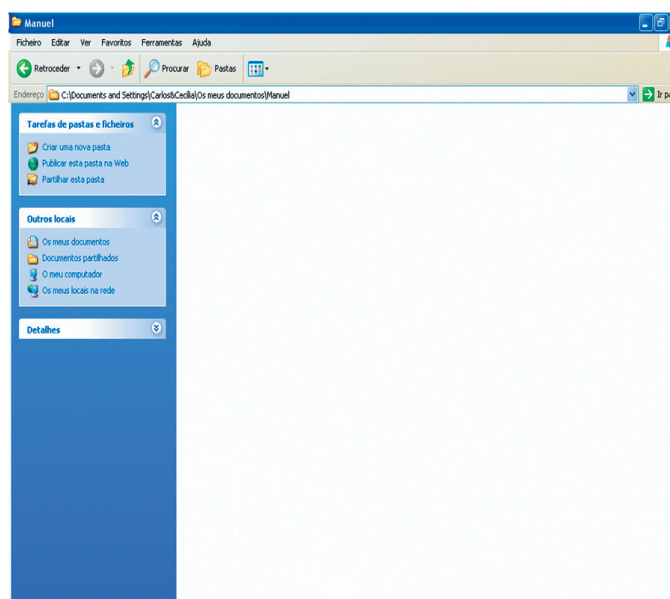 Manuel
Ficheiro Editar Ver Favoritos Ferramentas Ajuda
Retroceder Procurar Pastas
Endereço C:\Documents and Settings\Carlos&Cecília\Os meus documentos\Manuel Ir pa
Tarefas de pastas e ficheiros
Criar uma nova pasta
Publicar esta pasta na Web
Partilhar esta pasta
Outros locais
Os meus documentos
Documentos partilhados
O meu computador
Os meus locais na rede
Detalhes